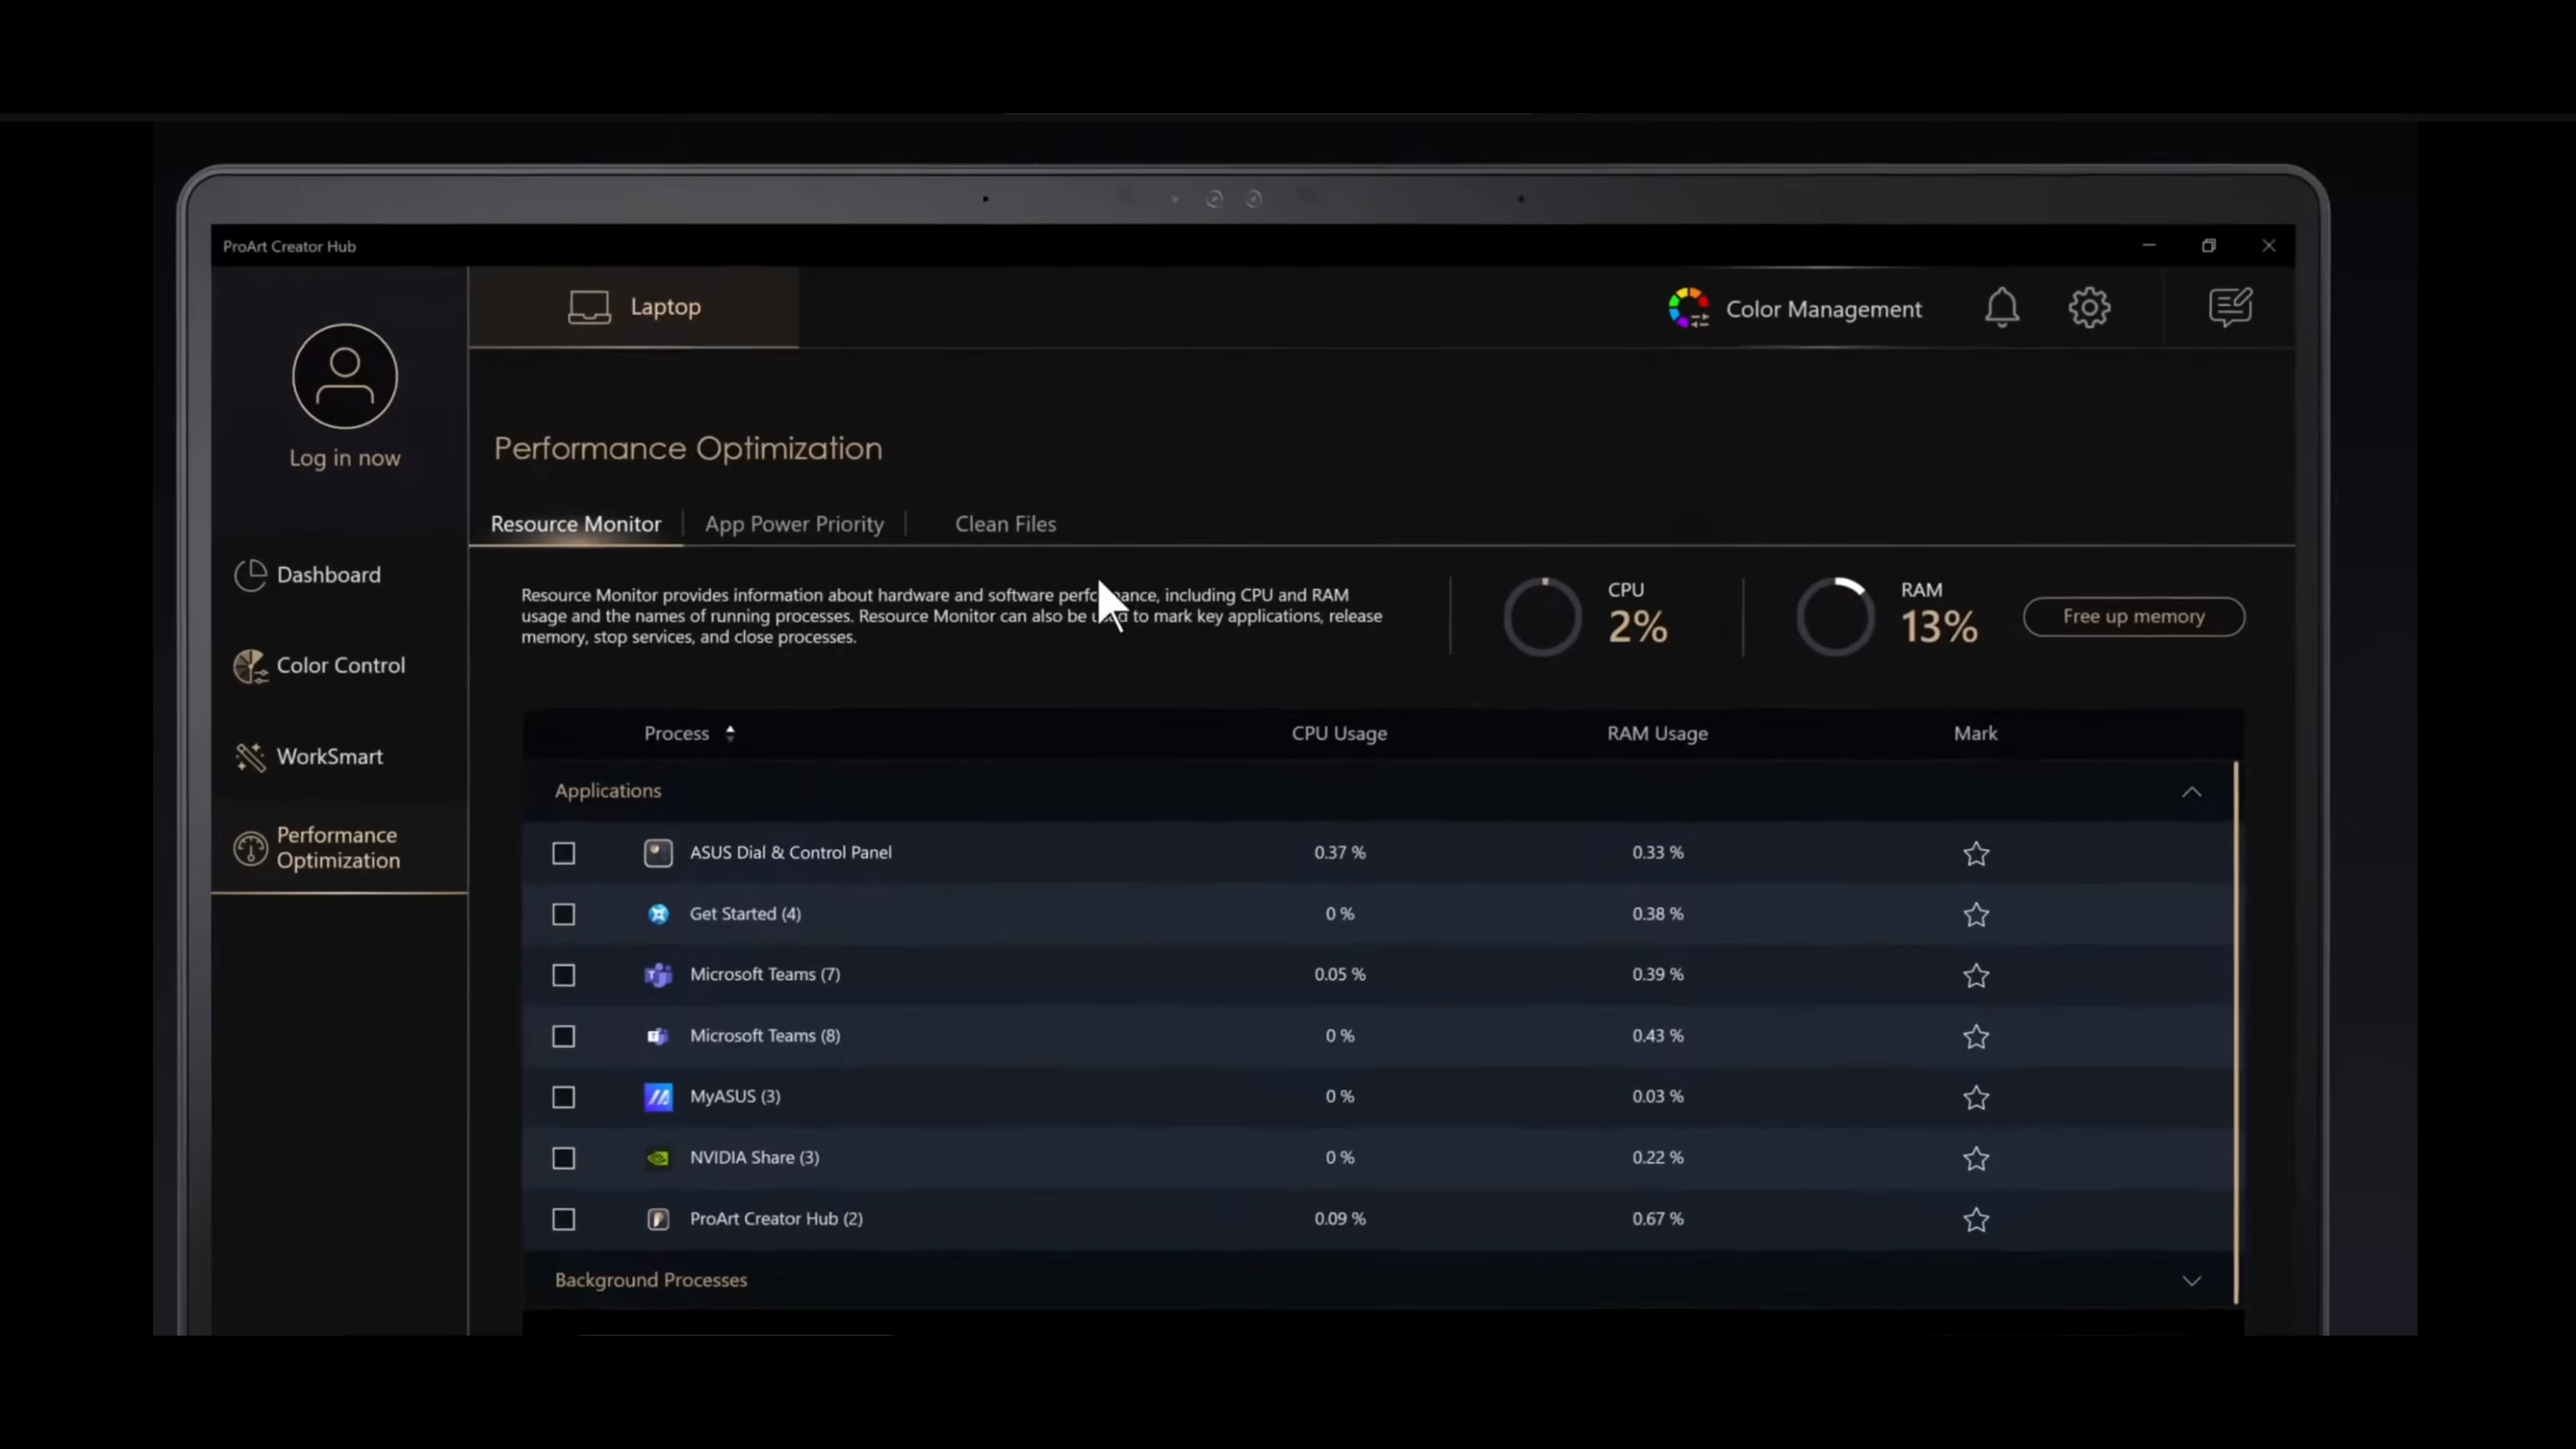 ProArt Creator Hub
Laptop
Color Management
Log in now
Performance Optimization
Resource Monitor
App Power Priority
Clean Files
Dashboard
Color Control
WorkSmart
Performance
Optimization
Resource Monitor provides information about hardware and software performance, including CPU and RAM
usage and the names of running processes. Resource Monitor can also be used to mark key applications, release
memory, stop services, and close processes.
CPU
2%
RAM
13%
Free up memory
Process CPU Usage RAM Usage Mark
Applications
ASUS Dial & Control Panel 0.37 % 0.33 %
Get Started (4) 0 % 0.38 %
Microsoft Teams (7) 0.05 % 0.39 %
Microsoft Teams (8) 0 % 0.43 %
MyASUS (3) 0 % 0.03 %
NVIDIA Share (3) 0 % 0.22 %
ProArt Creator Hub (2) 0.09 % 0.67 %
Background Processes